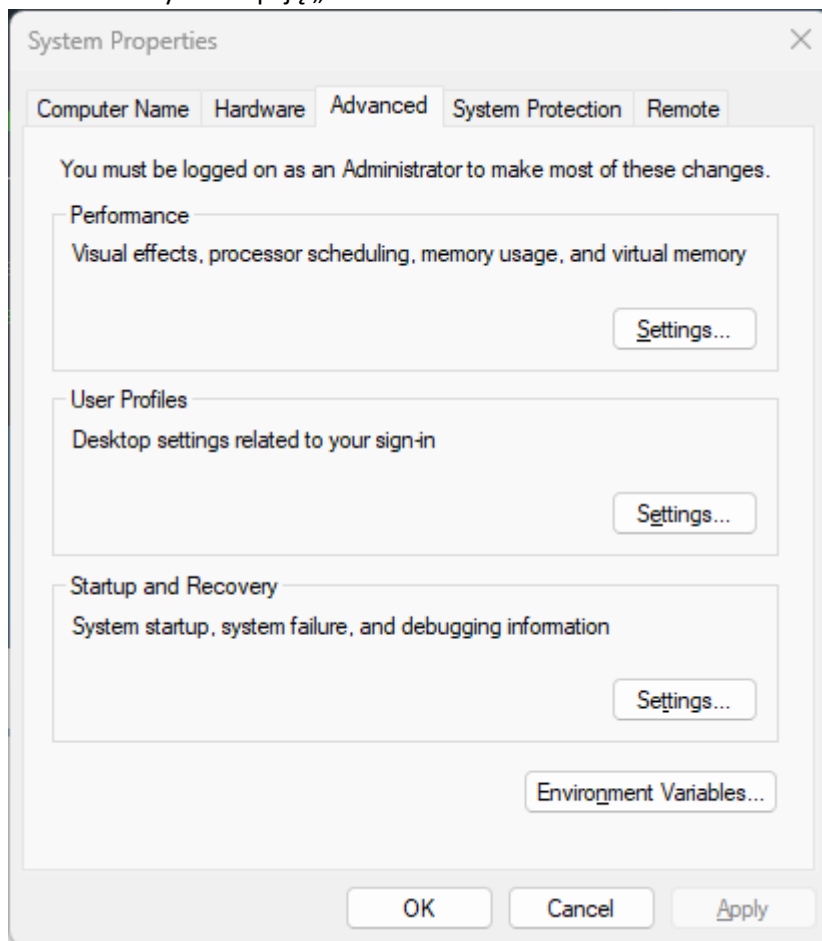 System Properties
Computer Name Hardware Advanced System Protection Remote
You must be logged on as an Administrator to make most of these changes.
Performance
Visual effects, processor scheduling, memory usage, and virtual memory
Settings...
User Profiles
Desktop settings related to your sign-in
Settings...
Startup and Recovery
System startup, system failure, and debugging information
Settings...
Environment Variables...
OK Cancel Apply